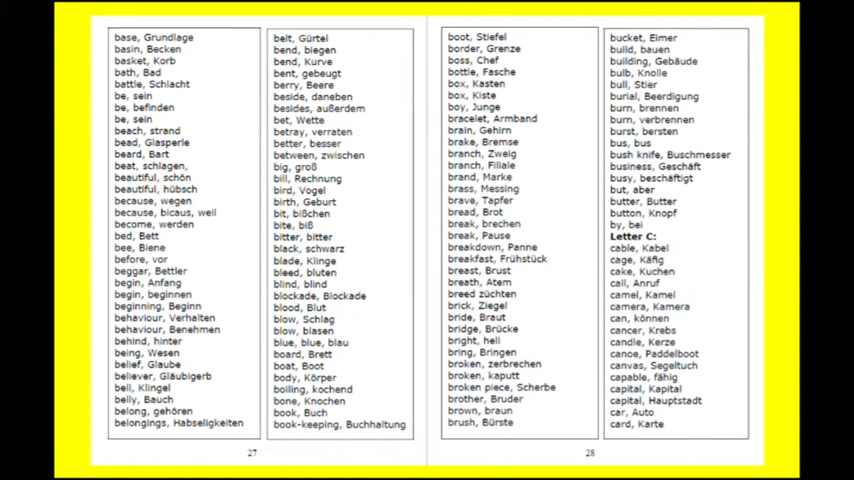 base, Grundlage
basin, Becken
basket, Korb
bath, Bad
battle, Schlacht
be, sein
be, befinden
be, sein
beach, strand
bead, Glasperle
beard, Bart
beat, schlagen,
beautiful, schön
beautiful, hübsch
because, wegen
because, bicaus, weil
become, werden
bed, Bett
bee, Biene
before, vor
beggar, Bettler
begin, Anfang
begin, beginnen
beginning, Beginn
behaviour, Verhalten
behaviour, Benehmen
behind, hinter
being, Wesen
belief, Glaube
believer, Gläubigerb
bell, Klingel
belly, Bauch
belong, gehören
belongings, Habseligkeiten
belt, Gürtel
bend, biegen
bend, Kurve
bent, gebeugt
berry, Beere
beside, daneben
besides, außerdem
bet, Wette
betray, verraten
better, besser
between, zwischen
big, groß
bill, Rechnung
bird, Vogel
birth, Geburt
bit, bißchen
bite, biß
bitter, bitter
black, schwarz
blade, Klinge
bleed, bluten
blind, blind
blockade, Blockade
blood, Blut
blow, Schlag
blow, blasen
blue, blue, blau
board, Brett
boat, Boot
body, Körper
boiling, kochend
bone, Knochen
book, Buch
book-keeping, Buchhaltung
27
boot, Stiefel
border, Grenze
boss, Chef
bottle, Fasche
box, Kasten
box, Kiste
boy, Junge
bracelet, Armband
brain, Gehirn
brake, Bremse
branch, Zweig
branch, Filiale
brand, Marke
brass, Messing
brave, Tapfer
bread, Brot
break, brechen
break, Pause
breakdown, Panne
breakfast, Frühstück
breast, Brust
breath, Atem
breed züchten
brick, Ziegel
bride, Braut
bridge, Brücke
bright, hell
bring, Bringen
broken, zerbrechen
broken, kaputt
broken piece, Scherbe
brother, Bruder
brown, braun
brush, Bürste
bucket, Eimer
build, bauen
building, Gebäude
bulb, Knolle
bull, Stier
burial, Beerdigung
burn, brennen
burn, verbrennen
burst, bersten
bus, bus
bush knife, Buschmesser
business, Geschäft
busy, beschäftigt
but, aber
butter, Butter
button, Knopf
by, bei
Letter C:
cable, Kabel
cage, Käfig
cake, Kuchen
call, Anruf
camel, Kamel
camera, Kamera
can, können
cancer, Krebs
candle, Kerze
canoe, Paddelboot
canvas, Segeltuch
capable, fähig
capital, Kapital
capital, Hauptstadt
car, Auto
card, Karte
28